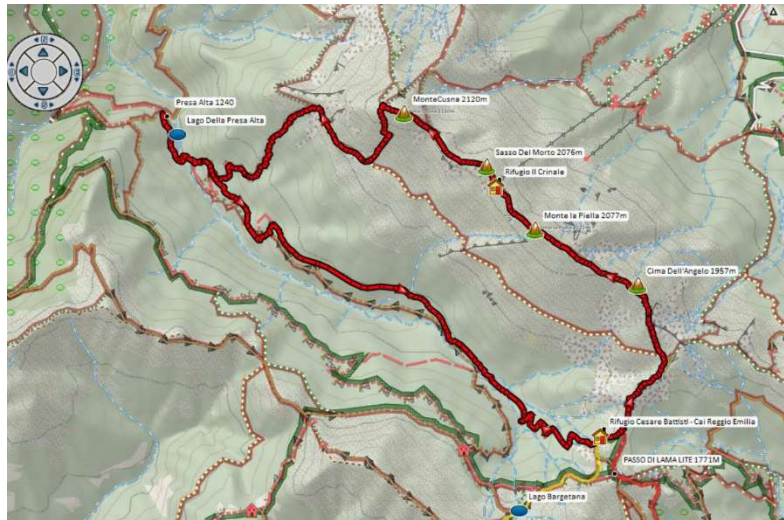 MonteCusna 2120m
Presa Alta 1240
Lago Della Presa Alta
Sasso Del Morto 2076m
Rifugio Il Crinale
Monte la Piella 2077m
Cima Dell'Angelo 1957m
Rifugio Cesare Battisti - Cai Reggio Emilia
PASSO DI LAMA LITE 1771M
Lago Bargetana